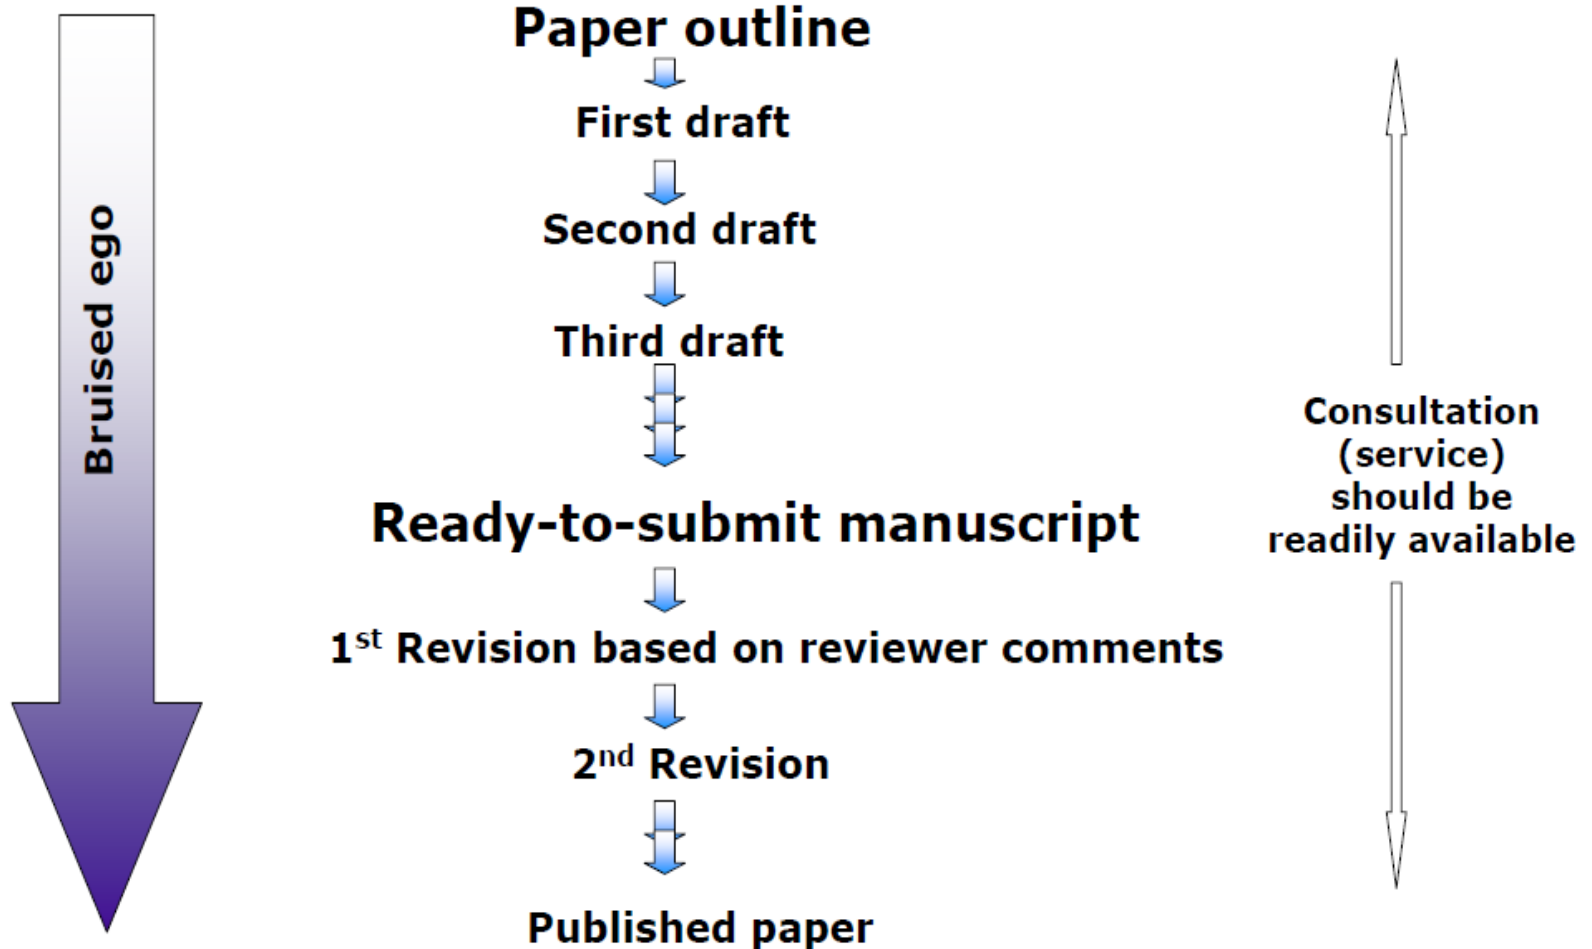 Paper outline
First draft
Second draft
Third draft
Ready-to-submit manuscript
1st Revision based on reviewer comments
2nd Revision
Published paper
Bruised ego
Consultation
(service)
should be
readily available